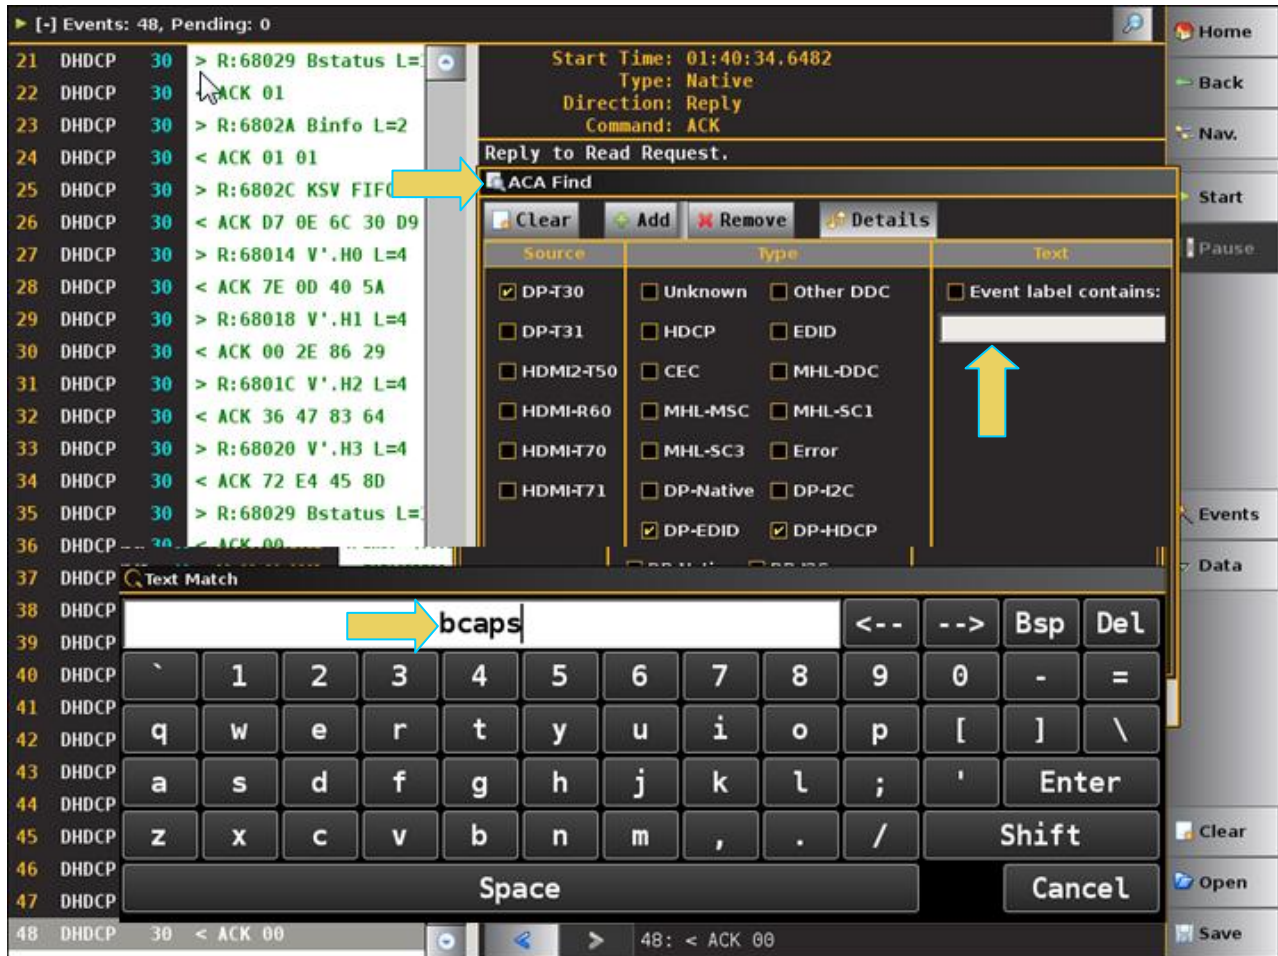 [-] Events: 48, Pending: 0
21 DHDCP 30 > R:68029 Bstatus L=
22 DHDCP 30 < ACK 01
23 DHDCP 30 > R:6802A Binfo L=2
24 DHDCP 30 < ACK 01 01
25 DHDCP 30 > R:6802C KSV FIFO
26 DHDCP 30 < ACK D7 0E 6C 30 D9
27 DHDCP 30 > R:68014 V'.H0 L=4
28 DHDCP 30 < ACK 7E 0D 40 5A
29 DHDCP 30 > R:68018 V'.H1 L=4
30 DHDCP 30 < ACK 00 2E 86 29
31 DHDCP 30 > R:6801C V'.H2 L=4
32 DHDCP 30 < ACK 36 47 83 64
33 DHDCP 30 > R:68020 V'.H3 L=4
34 DHDCP 30 < ACK 72 E4 45 8D
35 DHDCP 30 > R:68029 Bstatus L=
36 DHDCP 30 < ACK 00
37 DHDCP
38 DHDCP
39 DHDCP
40 DHDCP
41 DHDCP
42 DHDCP
43 DHDCP
44 DHDCP
45 DHDCP
46 DHDCP
47 DHDCP
48 DHDCP 30 < ACK 00
Start Time: 01:40:34.6482
Type: Native
Direction: Reply
Command: ACK
Reply to Read Request.
ACA Find
Clear Add Remove Details
Source Type Text
DP-T30 Unknown Other DDC Event label contains:
DP-T31 HDCP EDID
HDMI2-T50 CEC MHL-DDC
HDMI-R60 MHL-MSC MHL-SC1
HDMI-T70 MHL-SC3 Error
HDMI-T71 DP-Native DP-I2C
DP-EDID DP-HDCP
Text Match
bcaps <-- --> Bsp Del
` 1 2 3 4 5 6 7 8 9 0 - =
q w e r t y u i o p [ ] \
a s d f g h j k l ; ' Enter
z x c v b n m , . / Shift
Space Cancel
< > 48: < ACK 00
Home
Back
Nav.
Start
Pause
Events
Data
Clear
Open
Save